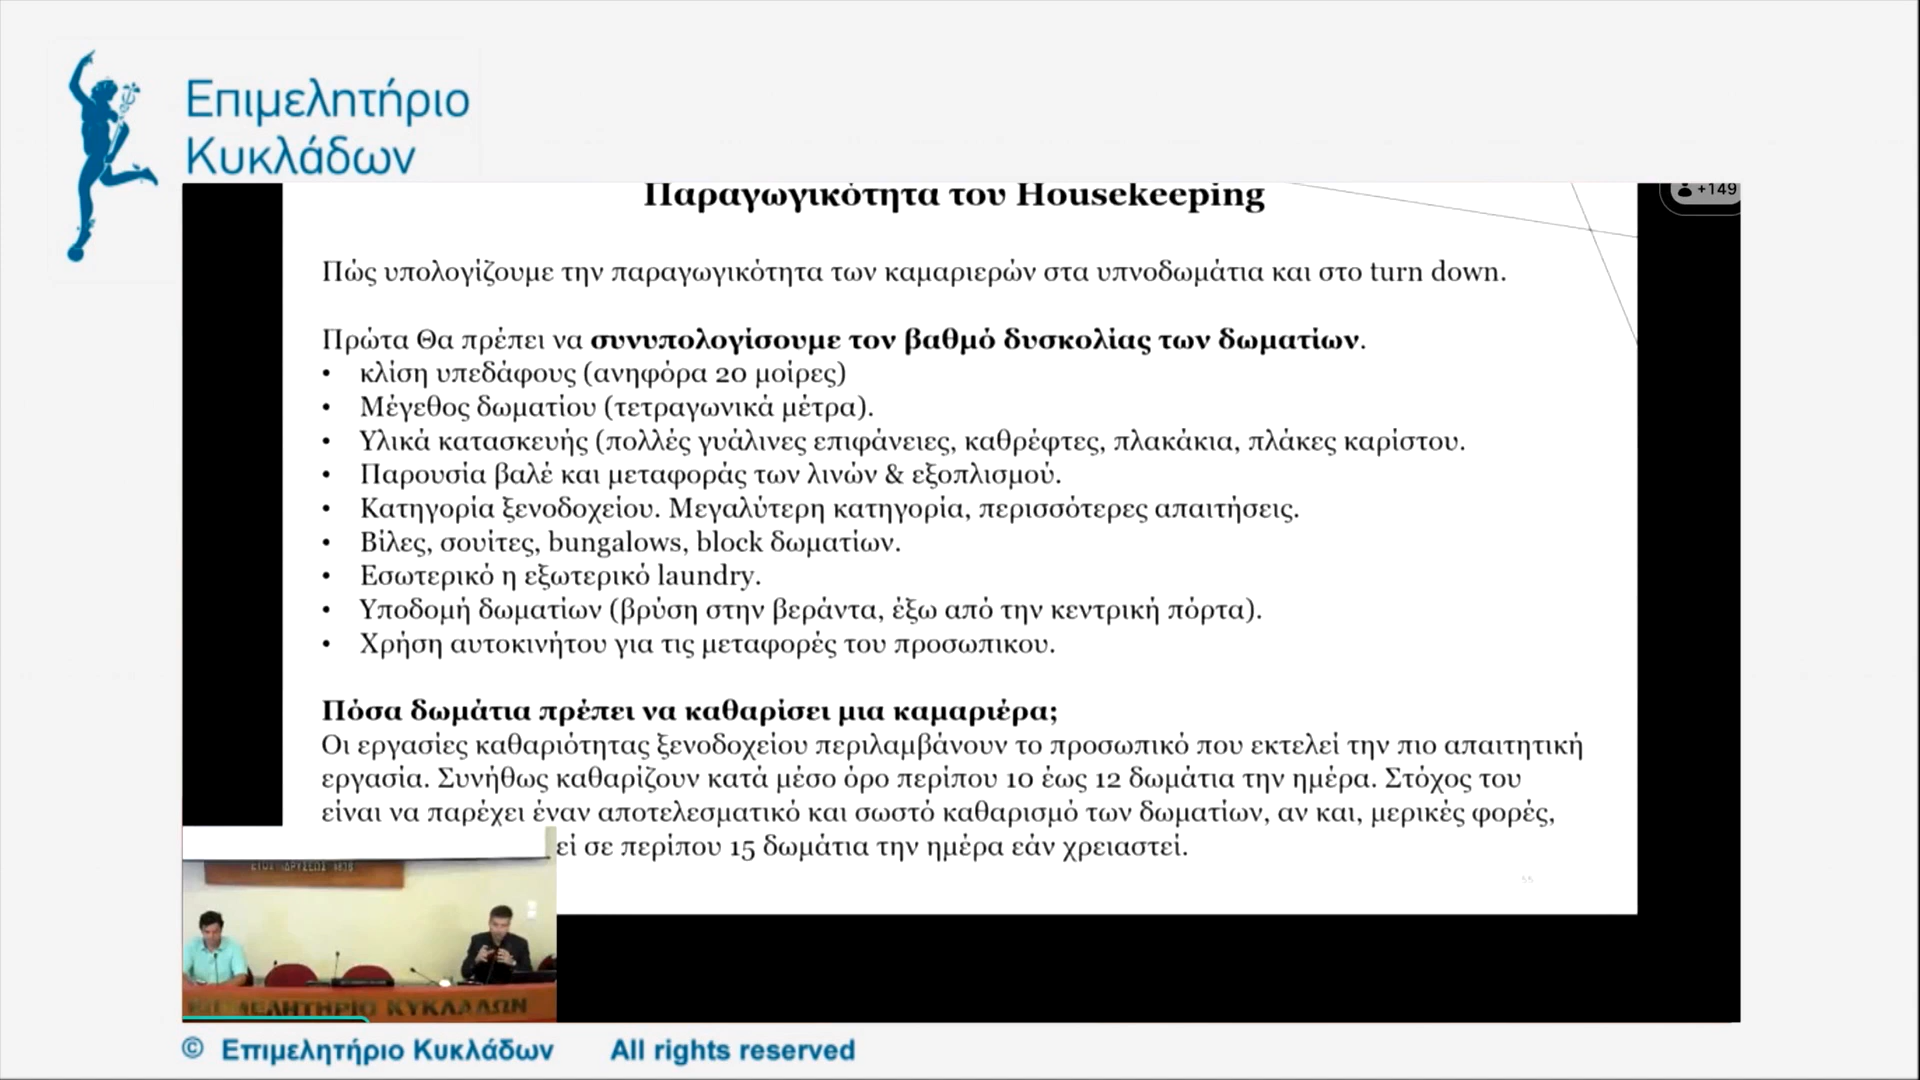 Επιμελητήριο
Κυκλάδων
Παραγωγικότητα του Housekeeping
+149
Πώς υπολογίζουμε την παραγωγικότητα των καμαριερών στα υπνοδωμάτια και στο turn down.
Πρώτα Θα πρέπει να συνυπολογίσουμε τον βαθμό δυσκολίας των δωματίων.
• κλίση υπεδάφους (ανηφόρα 20 μοίρες)
• Μέγεθος δωματίου (τετραγωνικά μέτρα).
• Υλικά κατασκευής (πολλές γυάλινες επιφάνειες, καθρέφτες, πλακάκια, πλάκες καρίστου.
• Παρουσία βαλέ και μεταφοράς των λινών & εξοπλισμού.
• Κατηγορία ξενοδοχείου. Μεγαλύτερη κατηγορία, περισσότερες απαιτήσεις.
• Βίλες, σουίτες, bungalows, block δωματίων.
• Εσωτερικό η εξωτερικό laundry.
• Υποδομή δωματίων (βρύση στην βεράντα, έξω από την κεντρική πόρτα).
• Χρήση αυτοκινήτου για τις μεταφορές του προσωπικου.
Πόσα δωμάτια πρέπει να καθαρίσει μια καμαριέρα;
Οι εργασίες καθαριότητας ξενοδοχείου περιλαμβάνουν το προσωπικό που εκτελεί την πιο απαιτητική
εργασία. Συνήθως καθαρίζουν κατά μέσο όρο περίπου 10 έως 12 δωμάτια την ημέρα. Στόχος του
είναι να παρέχει έναν αποτελεσματικό και σωστό καθαρισμό των δωματίων, αν και, μερικές φορές,
εί σε περίπου 15 δωμάτια την ημέρα εάν χρειαστεί.
ΕΠΙΜΕΛΗΤΗΡΙΟ ΚΥΚΛΑΔΩΝ
© Επιμελητήριο Κυκλάδων All rights reserved